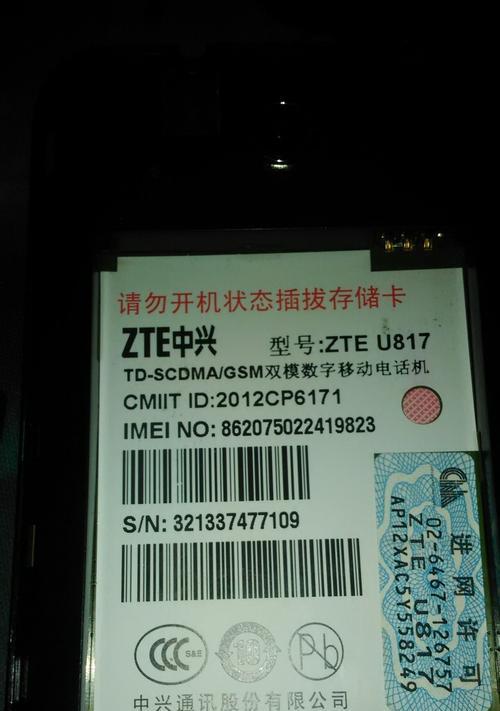 请勿开机状态插拔存储卡
ZTE中兴 型号:ZTE U817
TD-SCDMA/GSM双模数字移动电话机
CMIIT ID:2012CP6171
IMEI NO: 862075022419823
S/N: 321337477109
CCC S&E
10
Pb
中兴通讯股份有限公司
进网许可
02-6467-126757
ZTE U817
AP12XAC5Y558249